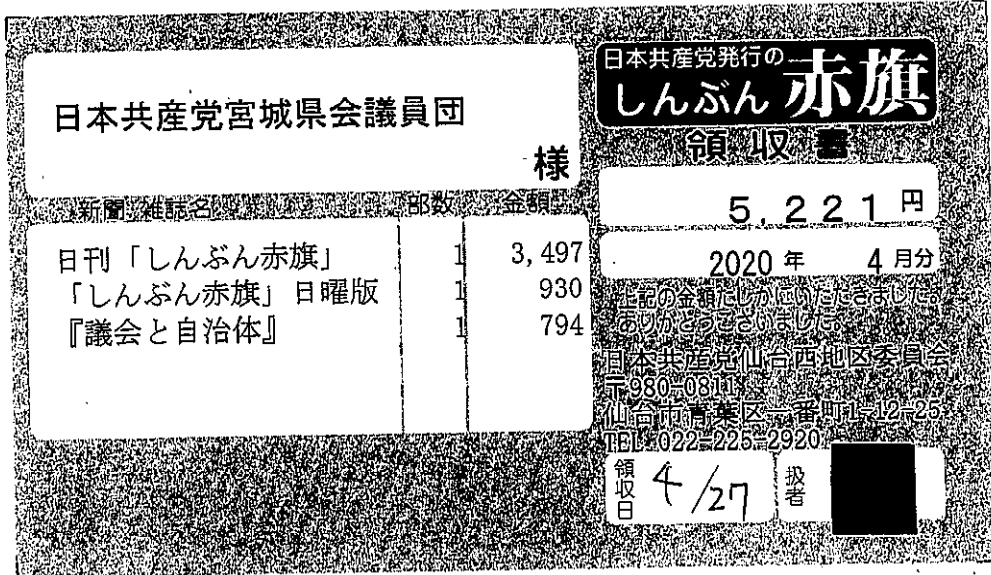 日本共産党宮城県会議員団
様
新聞・雑誌名 部数 金額
日刊「しんぶん赤旗」 1 3,497
「しんぶん赤旗」日曜版 1 930
『議会と自治体』 1 794
日本共産党発行の
しんぶん 赤旗
領収書
5,221 円
2020 年 4 月分
上記の金額たしかにいただきました。
ありがとうございました。
日本共産党仙台西地区委員会
〒980-0811
仙台市青葉区一番町1-12-25
TEL 022-225-2920
領収日 4/27
扱者